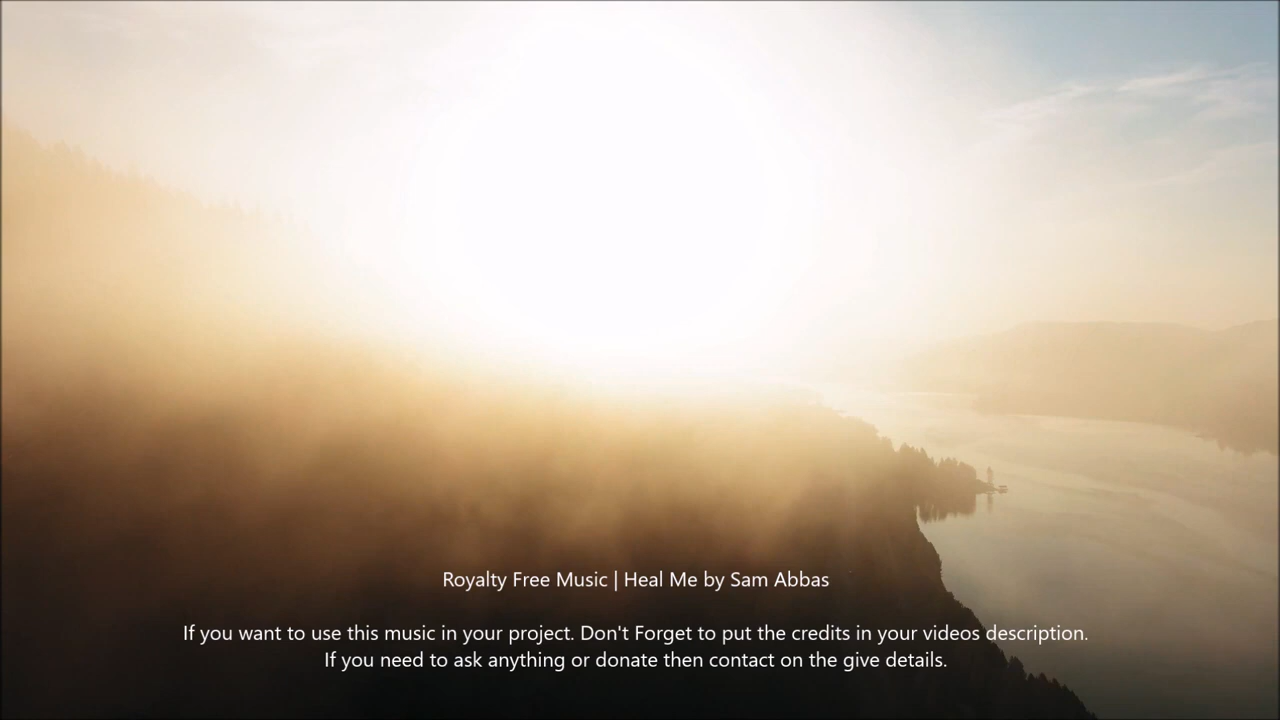 Royalty Free Music | Heal Me by Sam Abbas
If you want to use this music in your project. Don't Forget to put the credits in your videos description.
If you need to ask anything or donate then contact on the give details.